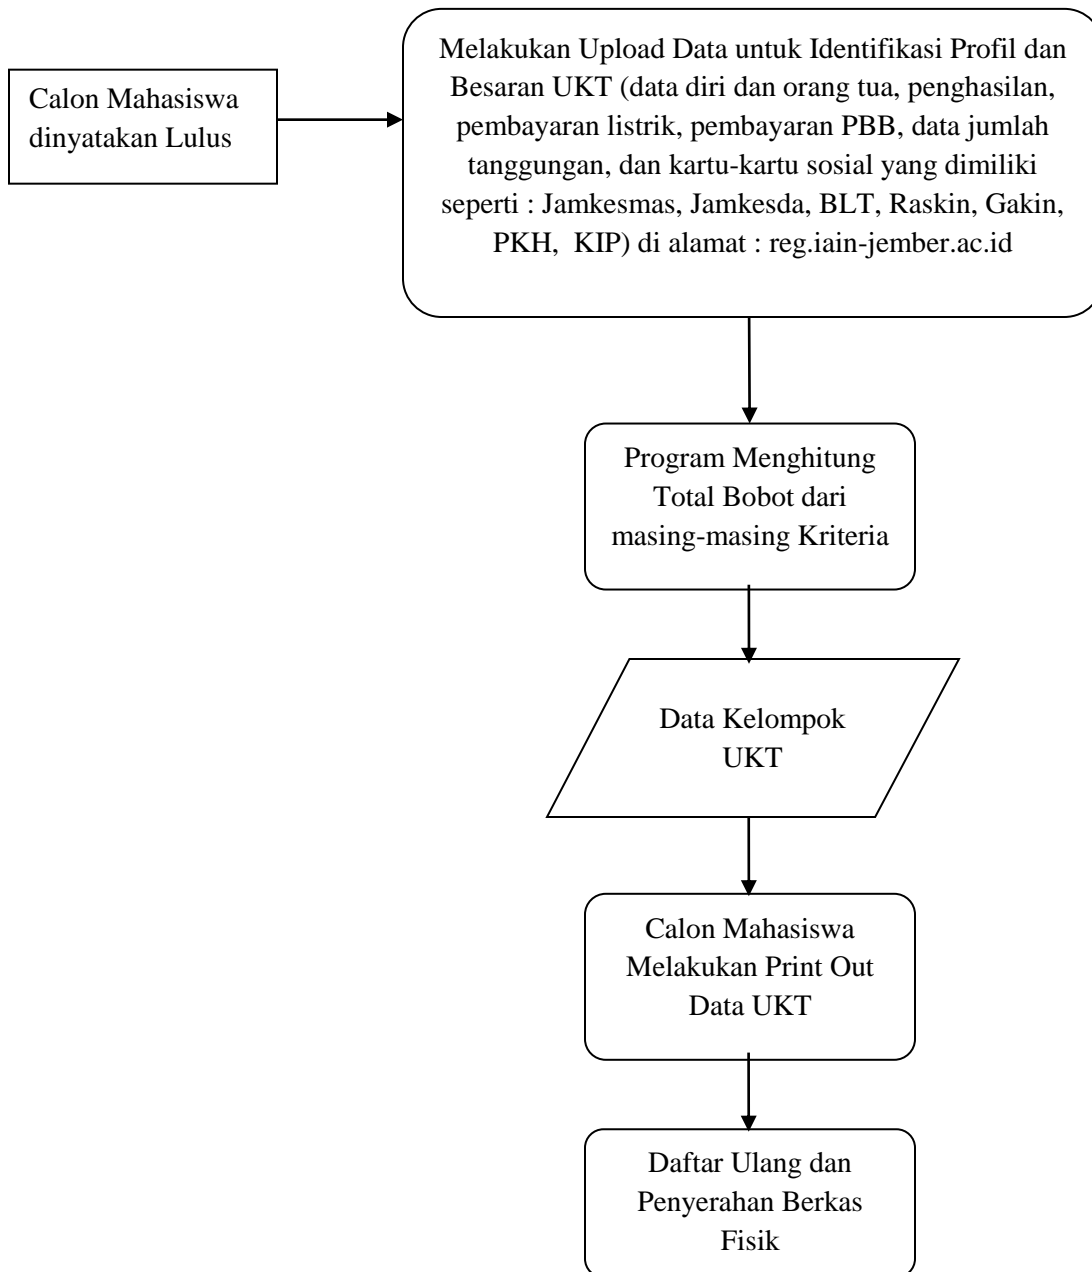 Calon Mahasiswa
dinyatakan Lulus
Melakukan Upload Data untuk Identifikasi Profil dan
Besaran UKT (data diri dan orang tua, penghasilan,
pembayaran listrik, pembayaran PBB, data jumlah
tanggungan, dan kartu-kartu sosial yang dimiliki
seperti : Jamkesmas, Jamkesda, BLT, Raskin, Gakin,
PKH,  KIP) di alamat : reg.iain-jember.ac.id
Program Menghitung
Total Bobot dari
masing-masing Kriteria
Data Kelompok
UKT
Calon Mahasiswa
Melakukan Print Out
Data UKT
Daftar Ulang dan
Penyerahan Berkas
Fisik